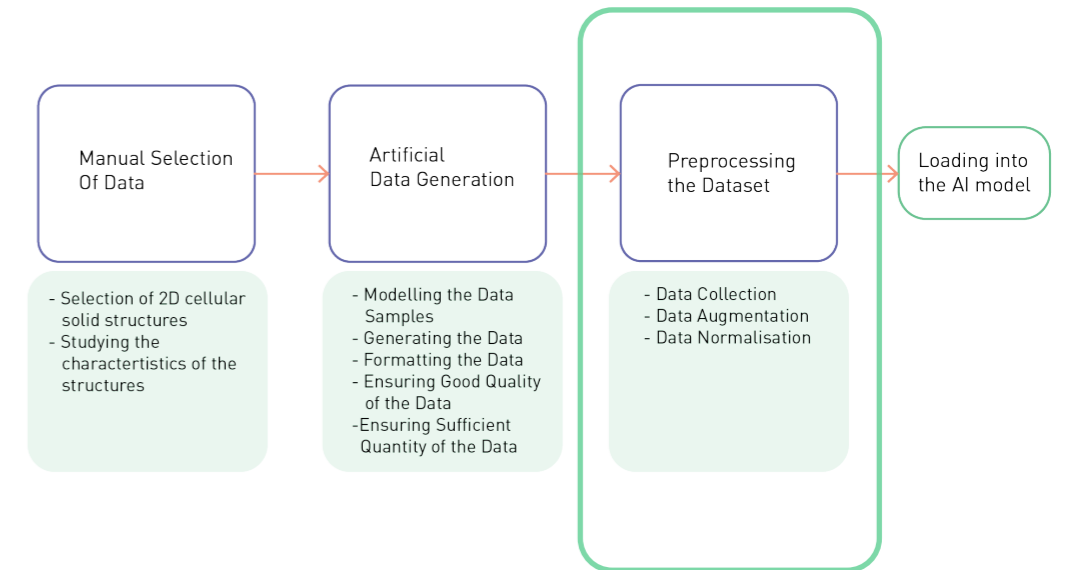 Manual Selection
Of Data
Artificial
Data Generation
Preprocessing
the Dataset
Loading into
the AI model
- Selection of 2D cellular
solid structures
- Studying the
charactertistics of the
structures
- Modelling the Data
Samples
- Generating the Data
- Formatting the Data
- Ensuring Good Quality
of the Data
-Ensuring Sufficient
Quantity of the Data
- Data Collection
- Data Augmentation
- Data Normalisation